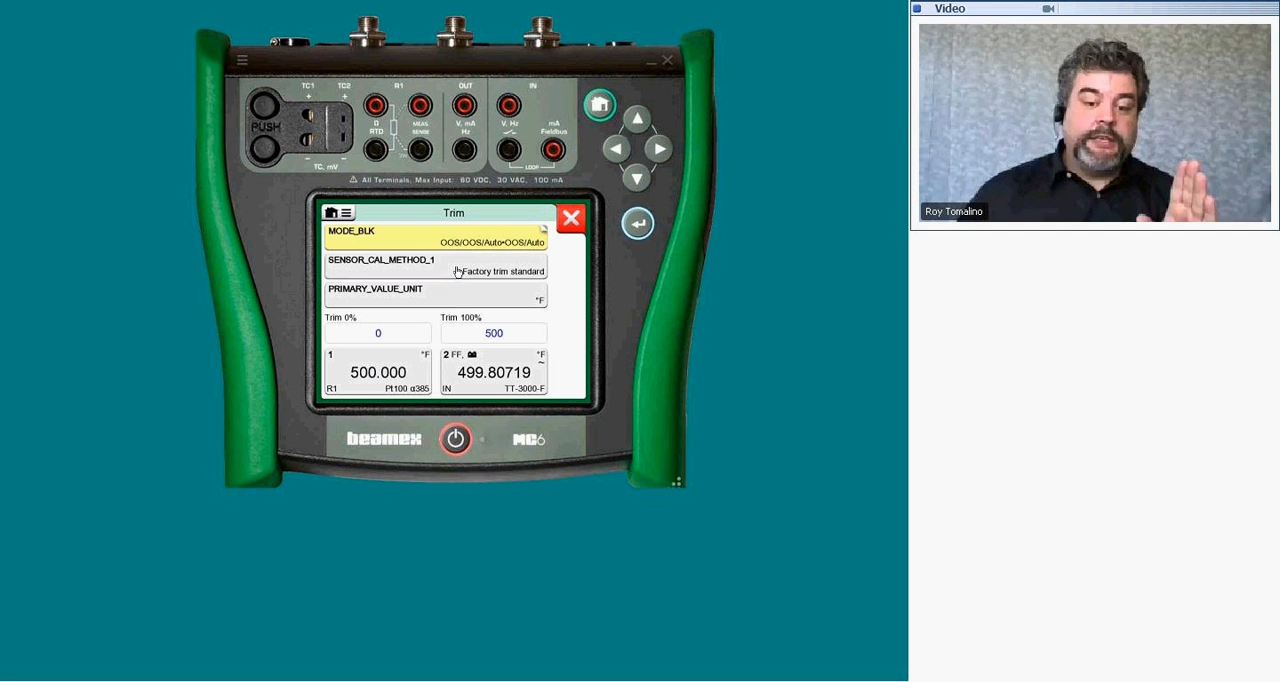 Video
Roy Tomalino
TC1
TC2
R1
OUT
IN
+
+
PUSH
Ω
RTD
MEAS
SENSE
V, mA
Hz
V, Hz
mA
Fieldbus
LOOP
TC, mV
All Terminals, Max Input: 60 VDC, 30 VAC, 100 mA
Trim
MODE_BLK
OOS/OOS/Auto•OOS/Auto
SENSOR_CAL_METHOD_1
Factory trim standard
PRIMARY_VALUE_UNIT
°F
Trim 0%
Trim 100%
0
500
1
°F
2 FF,
°F
500.000
499.80719
R1
Pt100 α385
IN
TT-3000-F
beamex
MC6